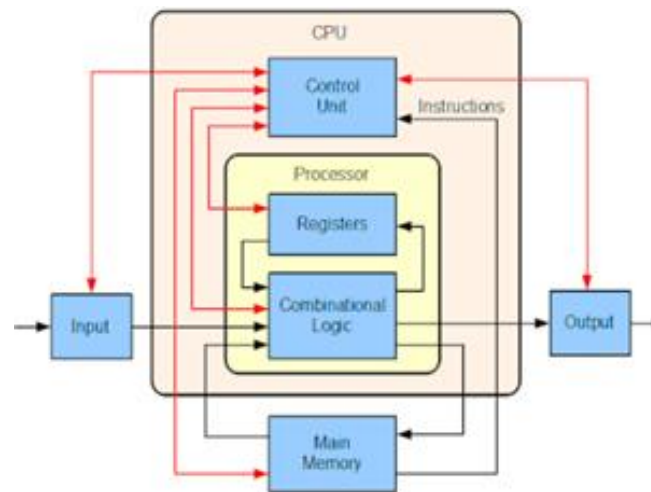 CPU
Control
Unit
Instructions
Processor
Registers
Combinational
Logic
Input
Output
Main
Memory